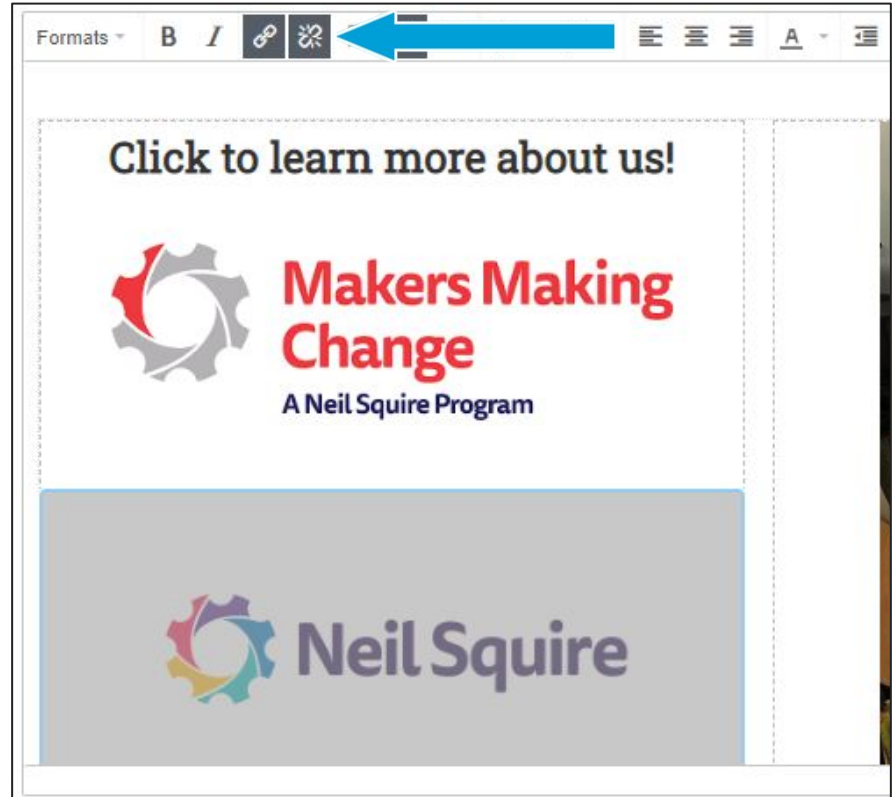 Formats B I A
Click to learn more about us!
Makers Making
Change
A Neil Squire Program
Neil Squire